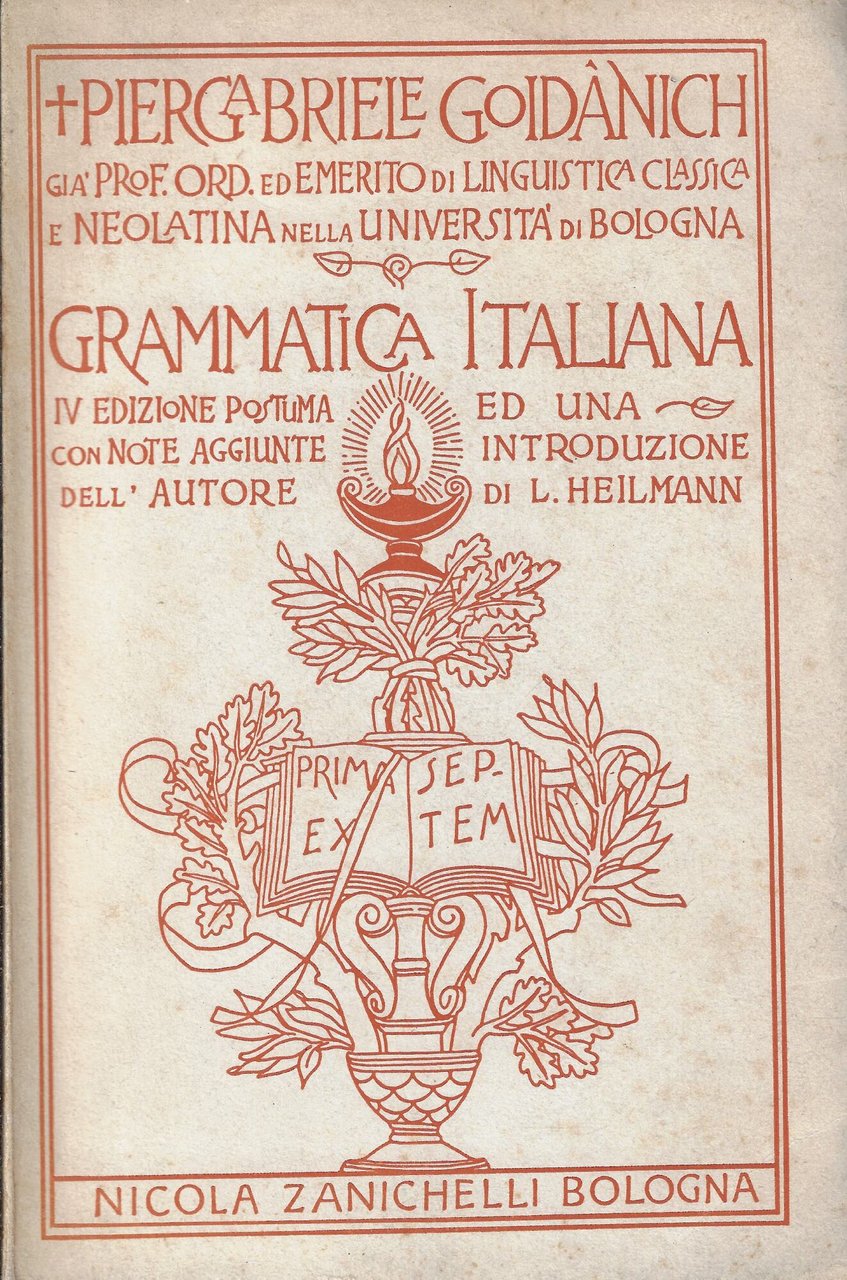 †PIERGABRIELE GOIDÀNICH
GIA' PROF. ORD. ED EMERITO DI LINGUISTICA CLASSICA
E NEOLATINA NELLA UNIVERSITA' DI BOLOGNA
GRAMMATICA ITALIANA
IV EDIZIONE POSTUMA ED UNA
CON NOTE AGGIUNTE INTRODUZIONE
DELL' AUTORE DI L. HEILMANN
PRIMA SEP-
EX TEM
NICOLA ZANICHELLI BOLOGNA